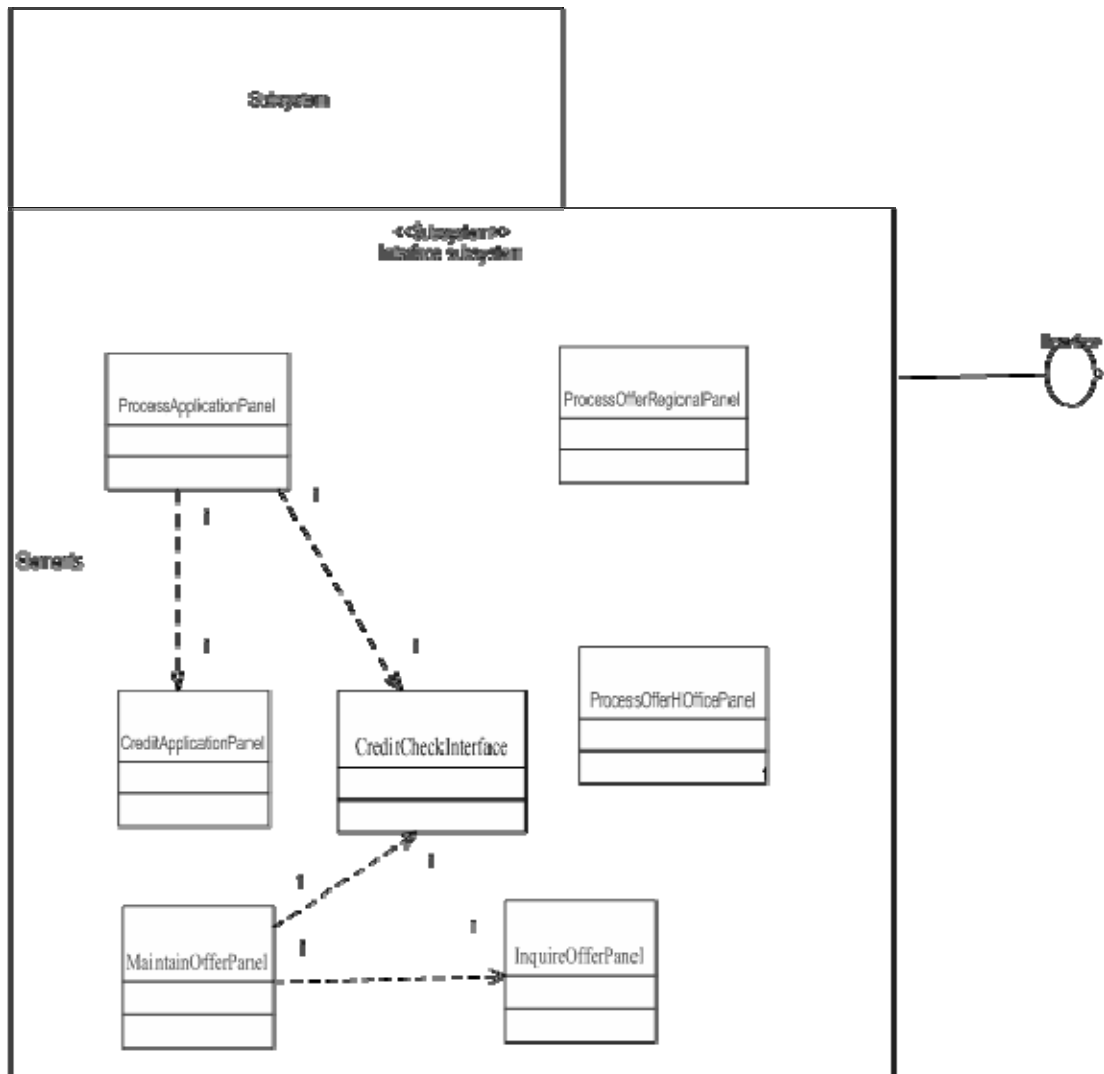 Subsystem
<<Subsystem>>
Interface subsystem
Interface
ProcessApplicationPanel
ProcessOfferRegionalPanel
1
1
Elements
1
1
ProcessOfferHOfficePanel
CreditApplicationPanel
CreditCheckInterface
1
1
1
1
MaintainOfferPanel
InquireOfferPanel